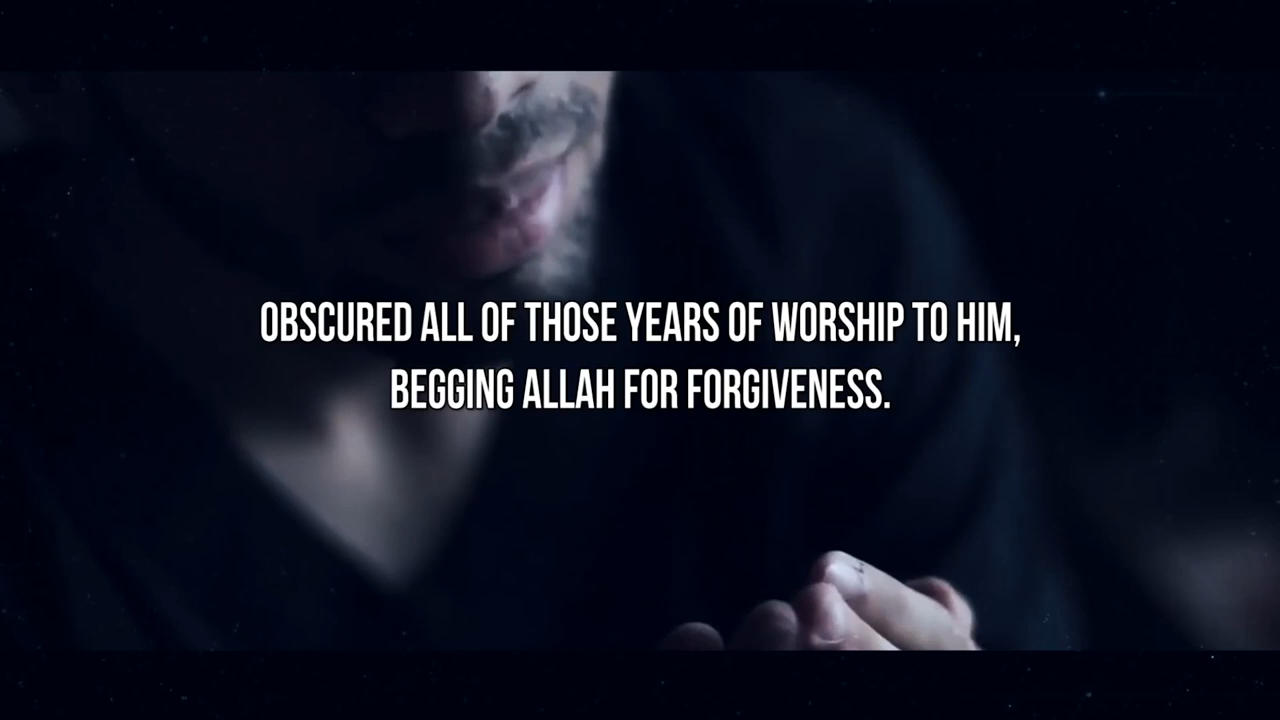 OBSCURED ALL OF THOSE YEARS OF WORSHIP TO HIM,
BEGGING ALLAH FOR FORGIVENESS.